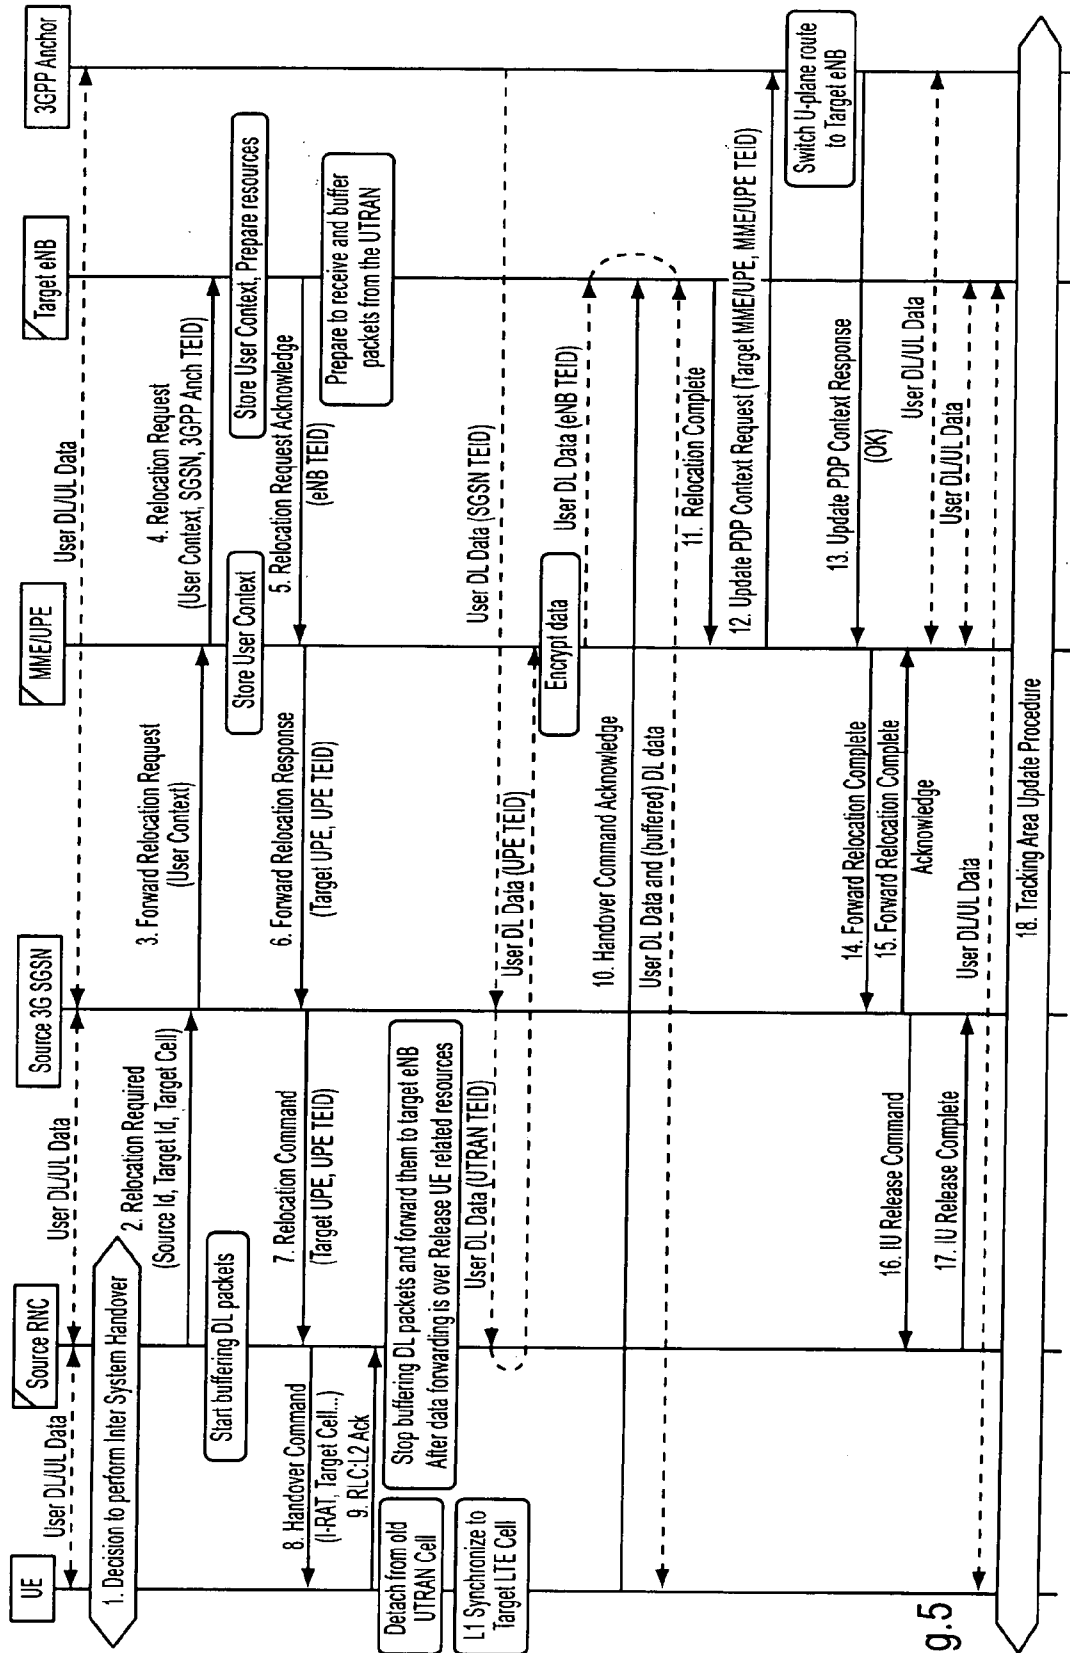 UE
Source RNC
Source 3G SGSN
MME/UPE
Target eNB
3GPP Anchor
User DL/UL Data
User DL/UL Data
User DL/UL Data
1. Decision to perform Inter System Handover
2. Relocation Required
(Source Id, Target Id, Target Cell)
3. Forward Relocation Request
(User Context)
4. Relocation Request
(User Context, SGSN, 3GPP Anch TEID)
Start buffering DL packets
Store User Context
Store User Context, Prepare resources
5. Relocation Request Acknowledge
(eNB TEID)
6. Forward Relocation Response
(Target UPE, UPE TEID)
7. Relocation Command
(Target UPE, UPE TEID)
8. Handover Command
(I-RAT, Target Cell...)
Prepare to receive and buffer
packets from the UTRAN
9. RLC:L2 Ack
Detach from old
UTRAN Cell
Stop buffering DL packets and forward them to target eNB
After data forwarding is over Release UE related resources
L1 Synchronize to
Target LTE Cell
User DL Data (SGSN TEID)
User DL Data (UTRAN TEID)
User DL Data (UPE TEID)
Encrypt data
User DL Data (eNB TEID)
10. Handover Command Acknowledge
User DL Data and (buffered) DL data
11. Relocation Complete
12. Update PDP Context Request (Target MME/UPE, MME/UPE TEID)
Switch U-plane route
to Target eNB
13. Update PDP Context Response
(OK)
14. Forward Relocation Complete
15. Forward Relocation Complete
Acknowledge
16. IU Release Command
17. IU Release Complete
User DL/UL Data
User DL/UL Data
User DL/UL Data
18. Tracking Area Update Procedure
g.5